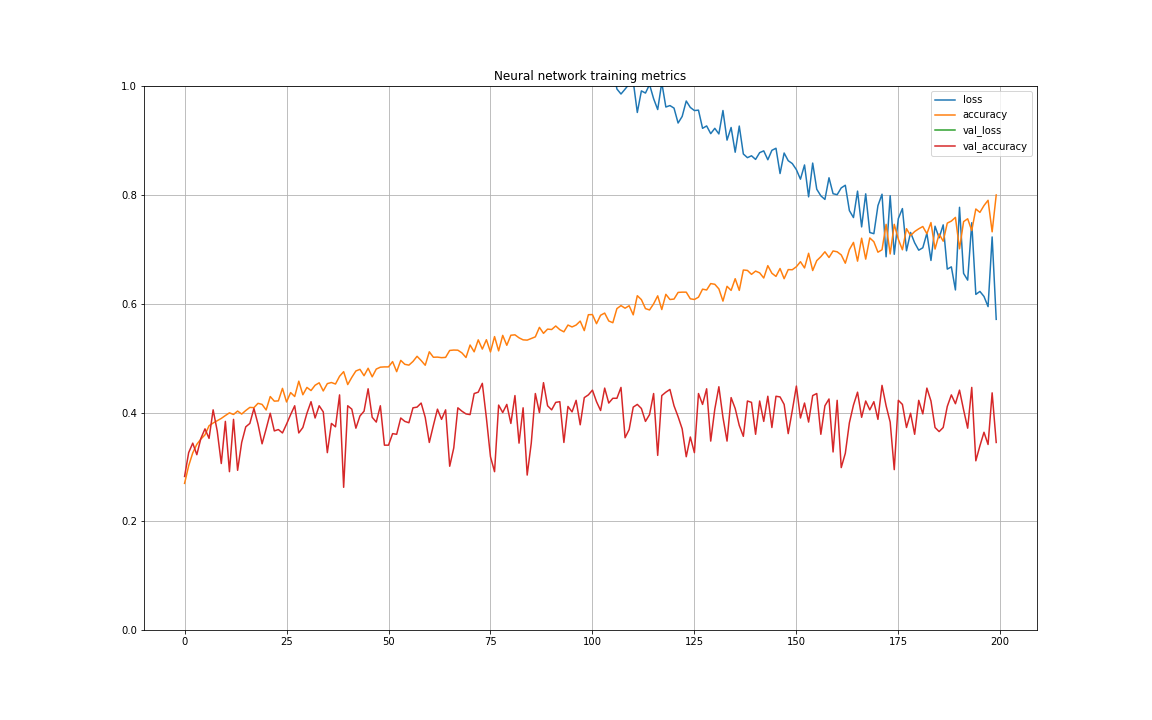 Neural network training metrics
loss
accuracy
val_loss
val_accuracy
1.0
0.8
0.6
0.4
0.2
0.0
0 25 50 75 100 125 150 175 200